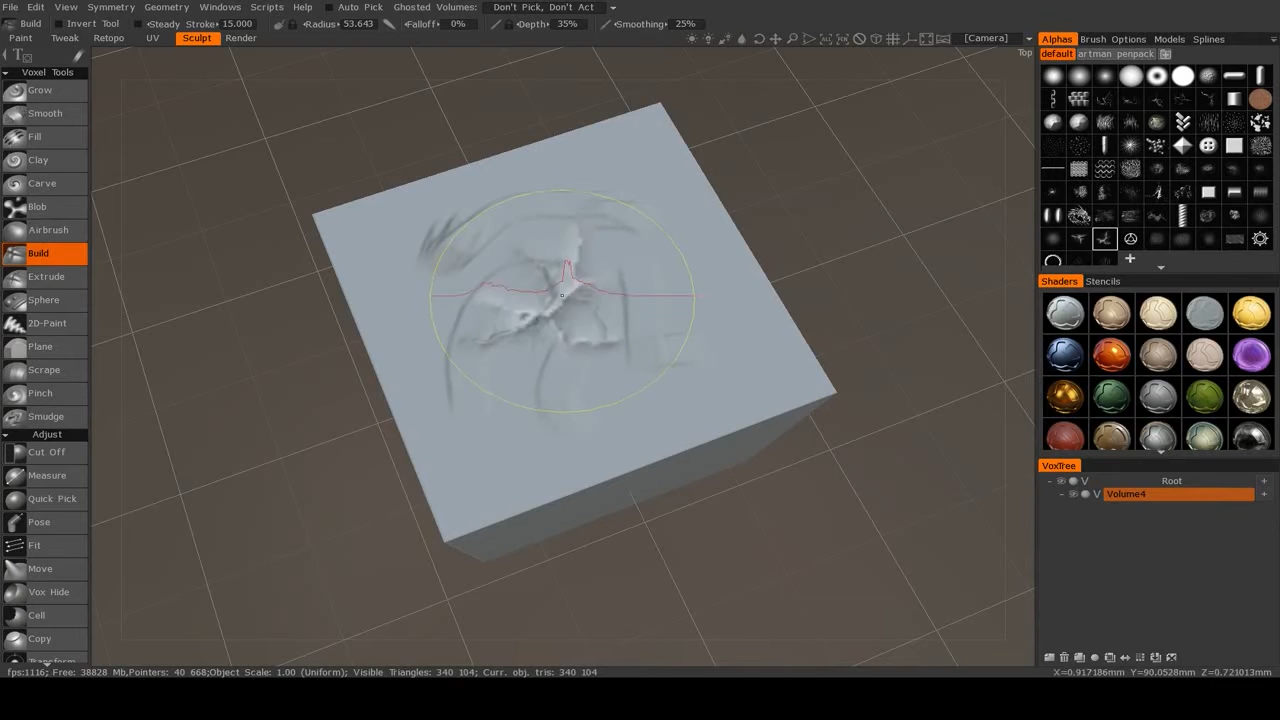 File Edit View Symmetry Geometry Windows Scripts Help Auto Pick Ghosted Volumes: Don't Pick, Don't Act
Build Invert Tool Steady Stroke 15.000 Radius 53.643 Falloff 0% Depth 35% Smoothing 25%
Paint Tweak Retopo UV Sculpt Render [Camera]
Top
Voxel Tools
Grow
Smooth
Fill
Clay
Carve
Blob
Airbrush
Build
Extrude
Sphere
2D-Paint
Plane
Scrape
Pinch
Smudge
Adjust
Cut Off
Measure
Quick Pick
Pose
Fit
Move
Vox Hide
Cell
Copy
Transform
Alphas Brush Options Models Splines
default artman penpack
Shaders Stencils
VoxTree
V Root +
V Volume4 +
fps:1116; Free: 38828 Mb,Pointers: 40 668;Object Scale: 1.00 (Uniform); Visible Triangles: 340 104; Curr. obj. tris: 340 104
X=0.917186mm Y=90.0528mm Z=0.721013mm